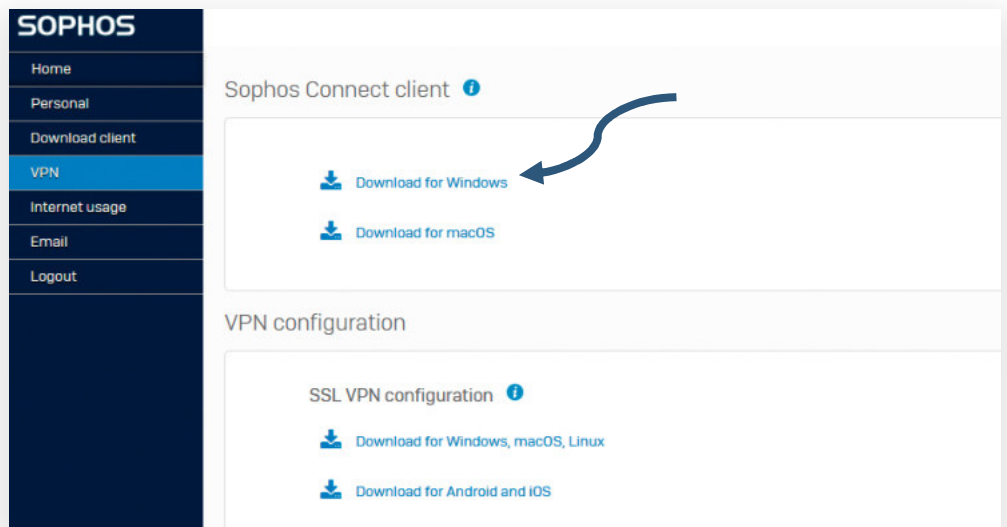 SOPHOS
Home
Personal
Download client
VPN
Internet usage
Email
Logout
Sophos Connect client i
Download for Windows
Download for macOS
VPN configuration
SSL VPN configuration i
Download for Windows, macOS, Linux
Download for Android and iOS